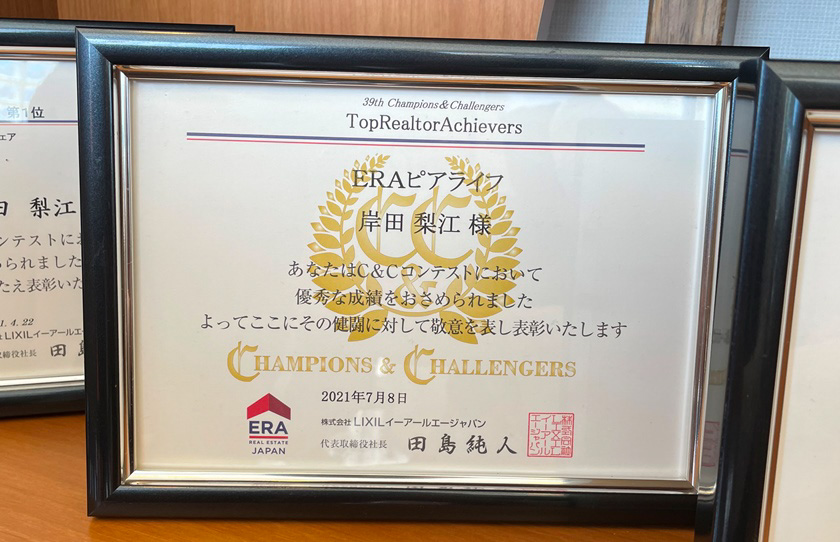 39th Champions&Challengers
TopRealtorAchievers
ERAピアライフ
岸田 梨江 様
C&C
あなたはC&Cコンテストにおいて
優秀な成績をおさめられました
よってここにその健闘に対して敬意を表し表彰いたします
CHAMPIONS & CHALLENGERS
2021年7月8日
株式会社 LIXILイーアールエージャパン
代表取締役社長 田島純人
ERA
REAL ESTATE
JAPAN
第1位
ェア
梨江
ンテストに
られました
たえ表彰いた
. 4. 22
LIXILイーアールエー
取締役社長 田